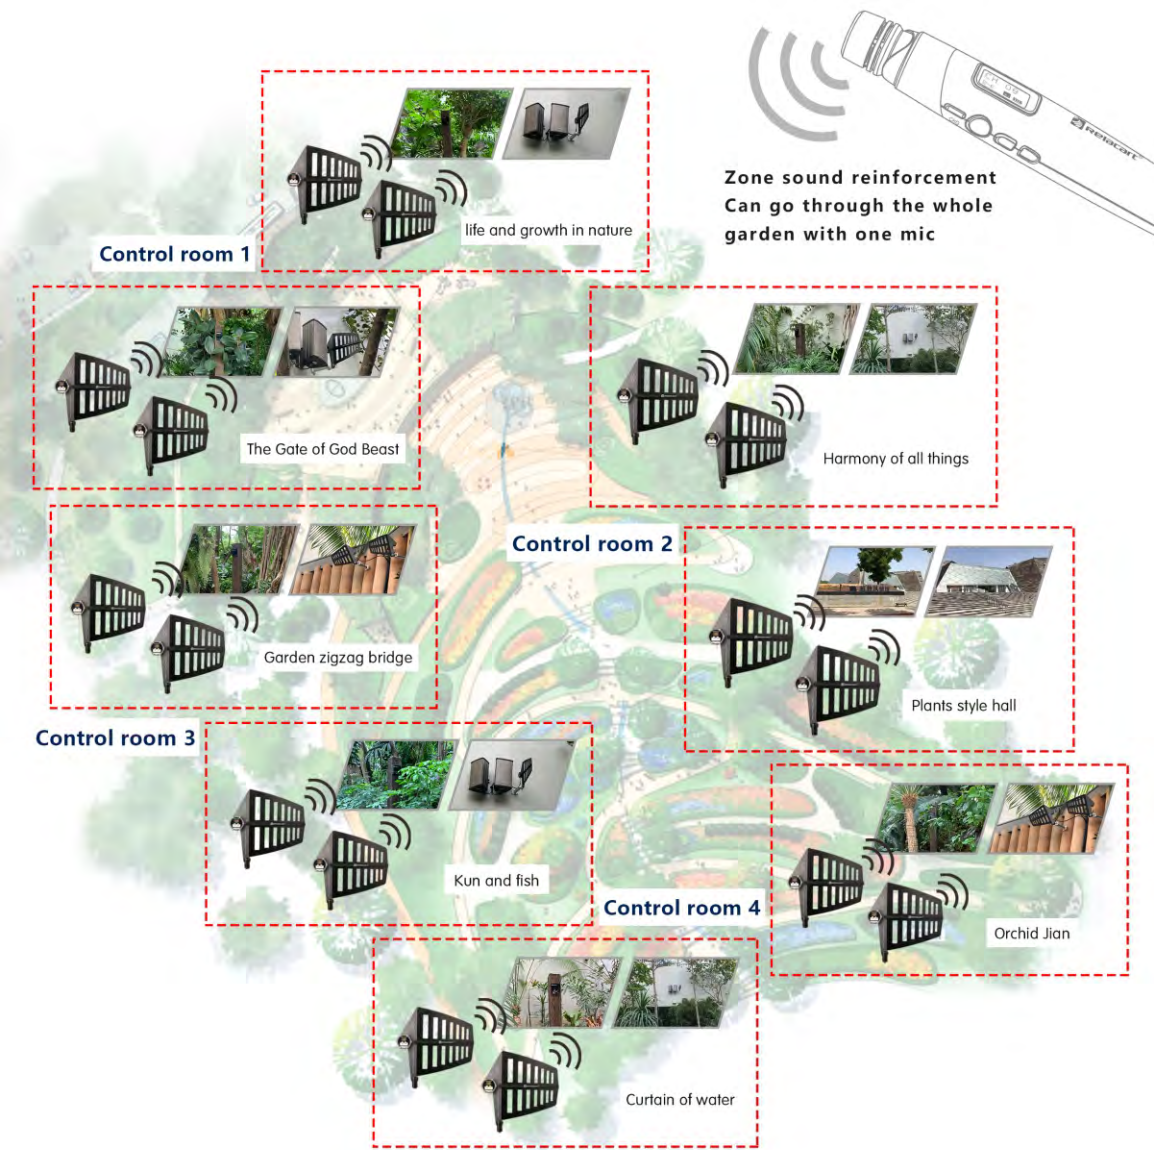 Zone sound reinforcement
Can go through the whole
garden with one mic
Relacart
life and growth in nature
Control room 1
The Gate of God Beast
Harmony of all things
Control room 2
Garden zigzag bridge
Plants style hall
Control room 3
Kun and fish
Control room 4
Orchid Jian
Curtain of water